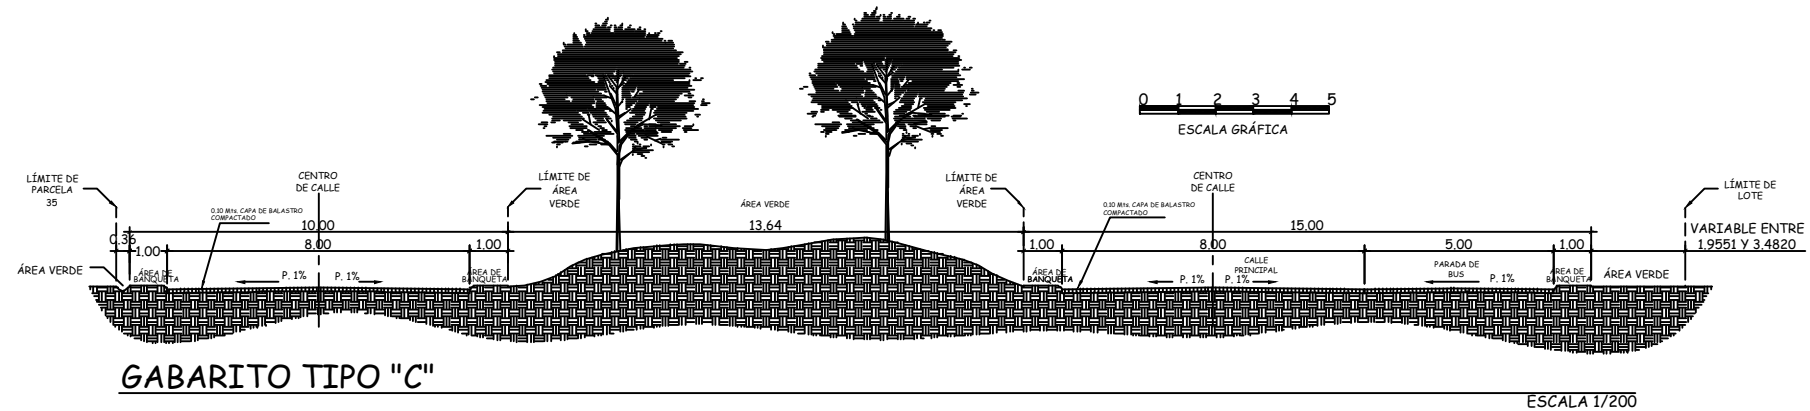 0 1 2 3 4 5
ESCALA GRÁFICA
LÍMITE DE
PARCELA
35
CENTRO
DE CALLE
LÍMITE DE
ÁREA
VERDE
ÁREA VERDE
LÍMITE DE
ÁREA
VERDE
CENTRO
DE CALLE
LÍMITE DE
LOTE
0.10 Mts. CAPA DE BALASTRO
COMPACTADO
0.10 Mts. CAPA DE BALASTRO
COMPACTADO
10.00
13.64
15.00
VARIABLE ENTRE
1.9551 Y 3.4820
0.36
1.00
8.00
1.00
1.00
8.00
5.00
1.00
ÁREA VERDE
ÁREA DE
BANQUETA
P. 1%
P. 1%
ÁREA DE
BANQUETA
ÁREA DE
BANQUETA
P. 1%
P. 1%
CALLE
PRINCIPAL
PARADA DE
BUS
P. 1%
ÁREA DE
BANQUETA
ÁREA VERDE
GABARITO TIPO "C"
ESCALA 1/200